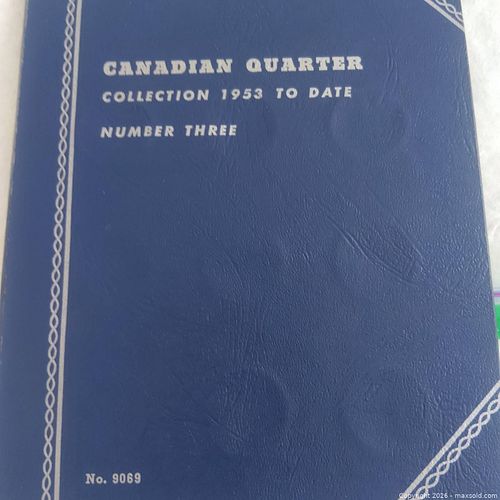 CANADIAN QUARTER
COLLECTION 1953 TO DATE
NUMBER THREE
No. 9069
Copyright 2026 - maxsold.com